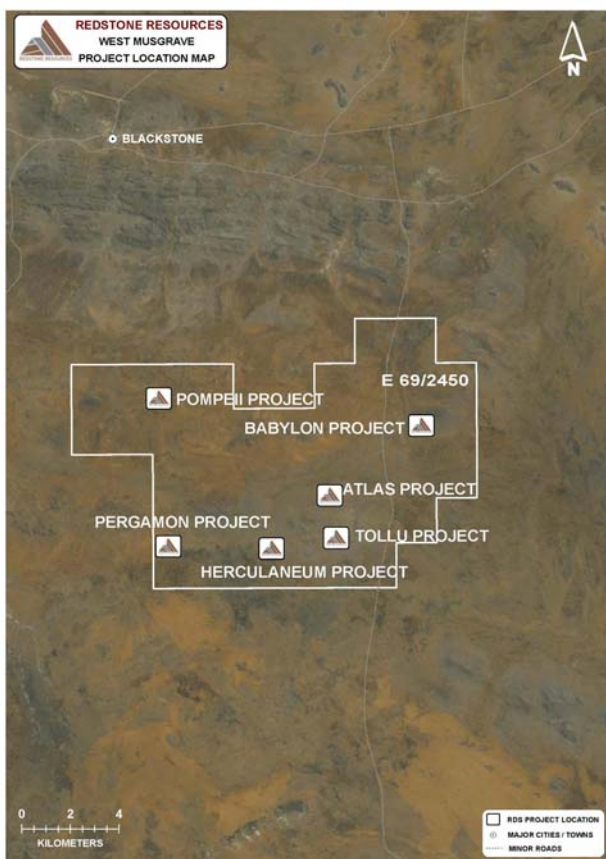 REDSTONE RESOURCES
WEST MUSGRAVE
PROJECT LOCATION MAP
REDSTONE RESOURCES
N
BLACKSTONE
E 69/2450
POMPEII PROJECT
BABYLON PROJECT
ATLAS PROJECT
PERGAMON PROJECT
TOLLU PROJECT
HERCULANEUM PROJECT
0 2 4
KILOMETERS
RDS PROJECT LOCATION
MAJOR CITIES / TOWNS
MINOR ROADS